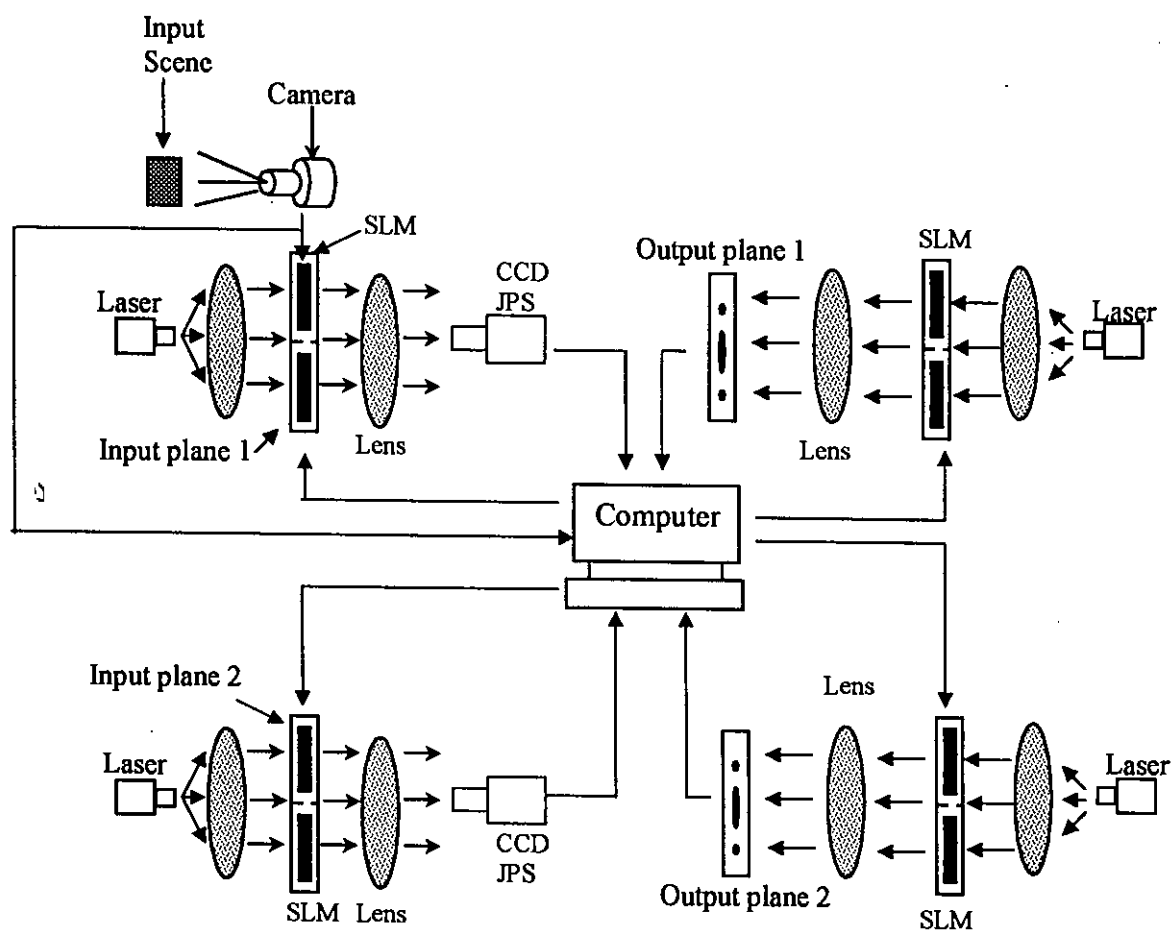 Input
Scene
Camera
SLM
CCD
JPS
Laser
Input plane 1
Lens
Output plane 1
SLM
Laser
Lens
Computer
Input plane 2
Laser
SLM
Lens
CCD
JPS
Lens
Output plane 2
SLM
Laser